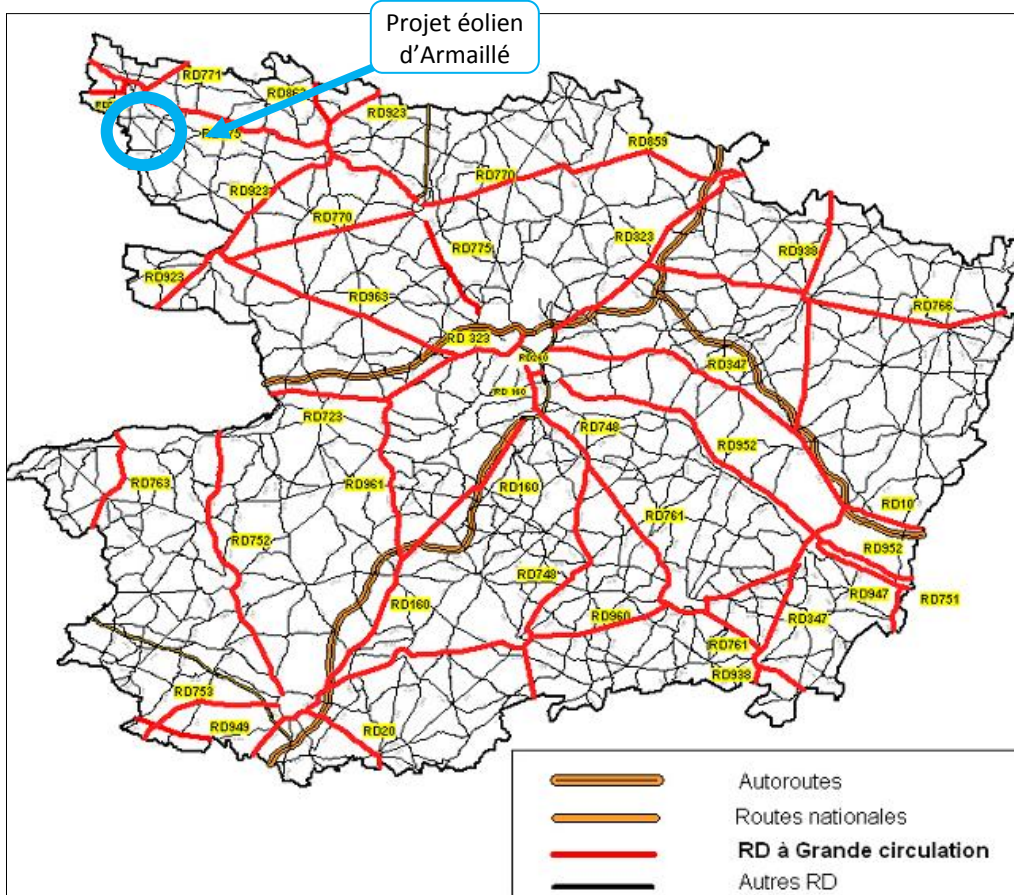 Projet éolien
d'Armaillé
RD771
RD863
RD923
RD859
RD770
RD923
RD770
RD775
RD323
RD938
RD923
RD963
RD766
RD 323
RD347
RD 160
RD723
RD748
RD952
RD763
RD961
RD160
RD761
RD10
RD752
RD952
RD748
RD947
RD751
RD160
RD960
RD347
RD761
RD938
RD753
RD949
RD20
Autoroutes
Routes nationales
RD à Grande circulation
Autres RD